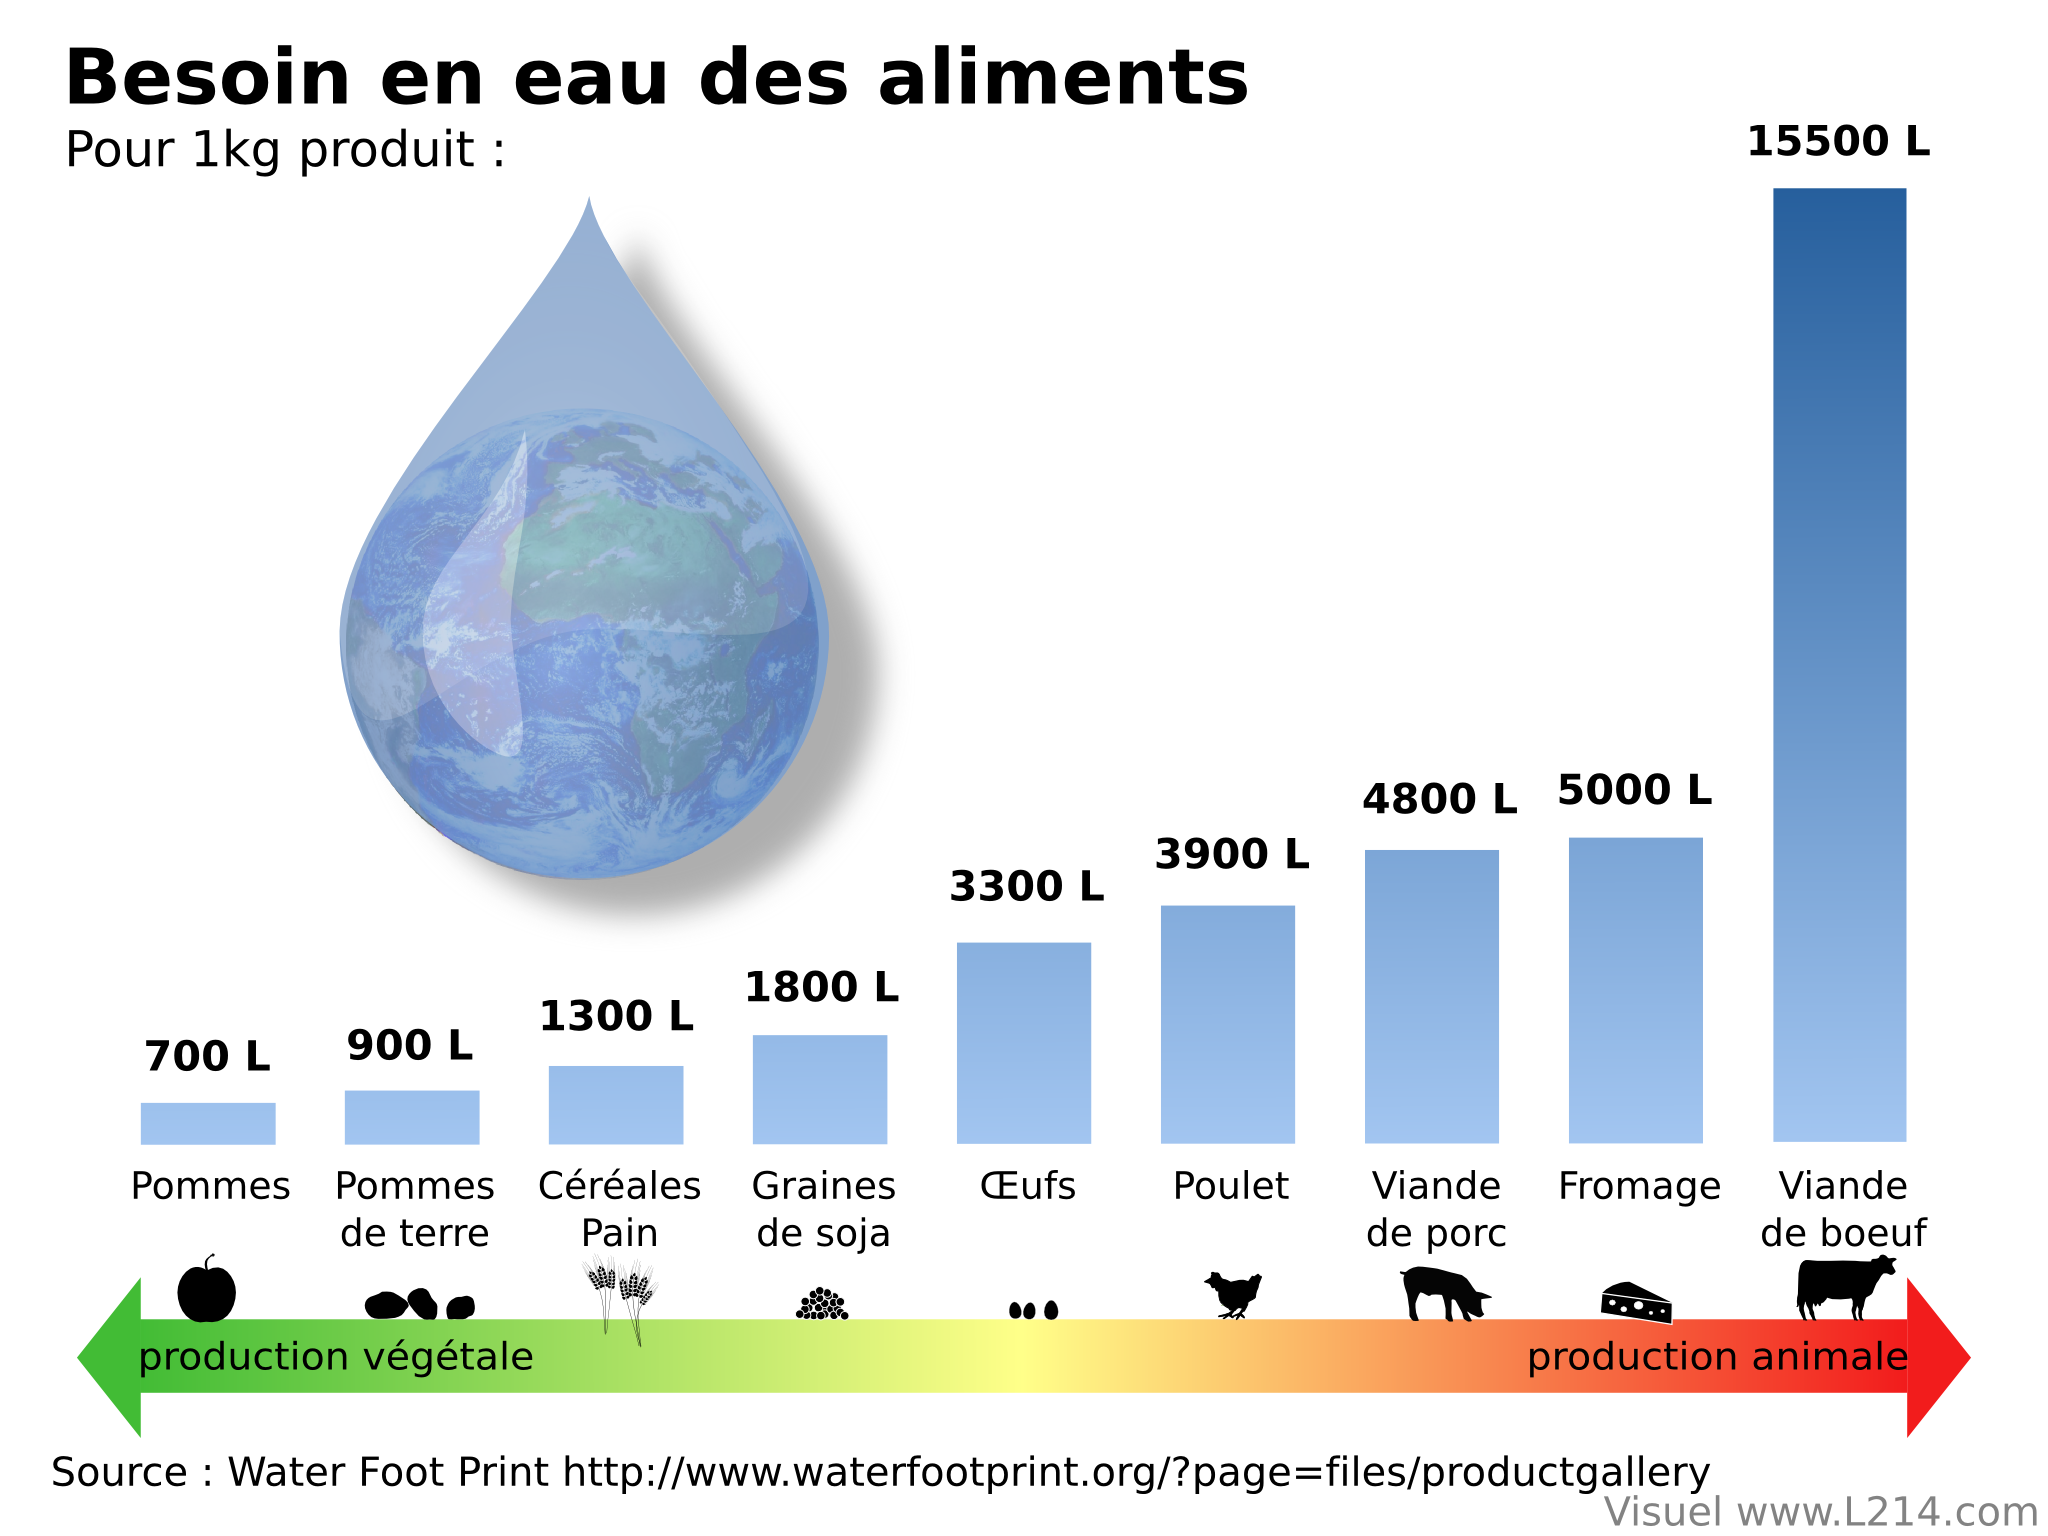 Besoin en eau des aliments
Pour 1kg produit :
15500 L
5000 L
4800 L
3900 L
3300 L
1800 L
1300 L
900 L
700 L
Pommes
Pommes
de terre
Céréales
Pain
Graines
de soja
Œufs
Poulet
Viande
de porc
Fromage
Viande
de boeuf
production végétale
production animale
Source : Water Foot Print http://www.waterfootprint.org/?page=files/productgallery
Visuel www.L214.com